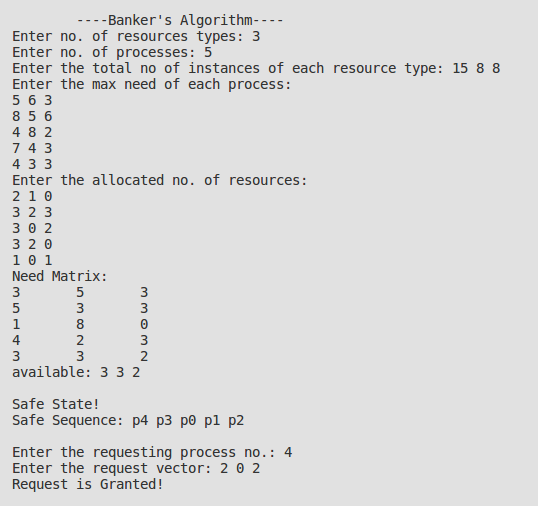 ----Banker's Algorithm----
Enter no. of resources types: 3
Enter no. of processes: 5
Enter the total no of instances of each resource type: 15 8 8
Enter the max need of each process:
5 6 3
8 5 6
4 8 2
7 4 3
4 3 3
Enter the allocated no. of resources:
2 1 0
3 2 3
3 0 2
3 2 0
1 0 1
Need Matrix:
3 5 3
5 3 3
1 8 0
4 2 3
3 3 2
available: 3 3 2
Safe State!
Safe Sequence: p4 p3 p0 p1 p2
Enter the requesting process no.: 4
Enter the request vector: 2 0 2
Request is Granted!